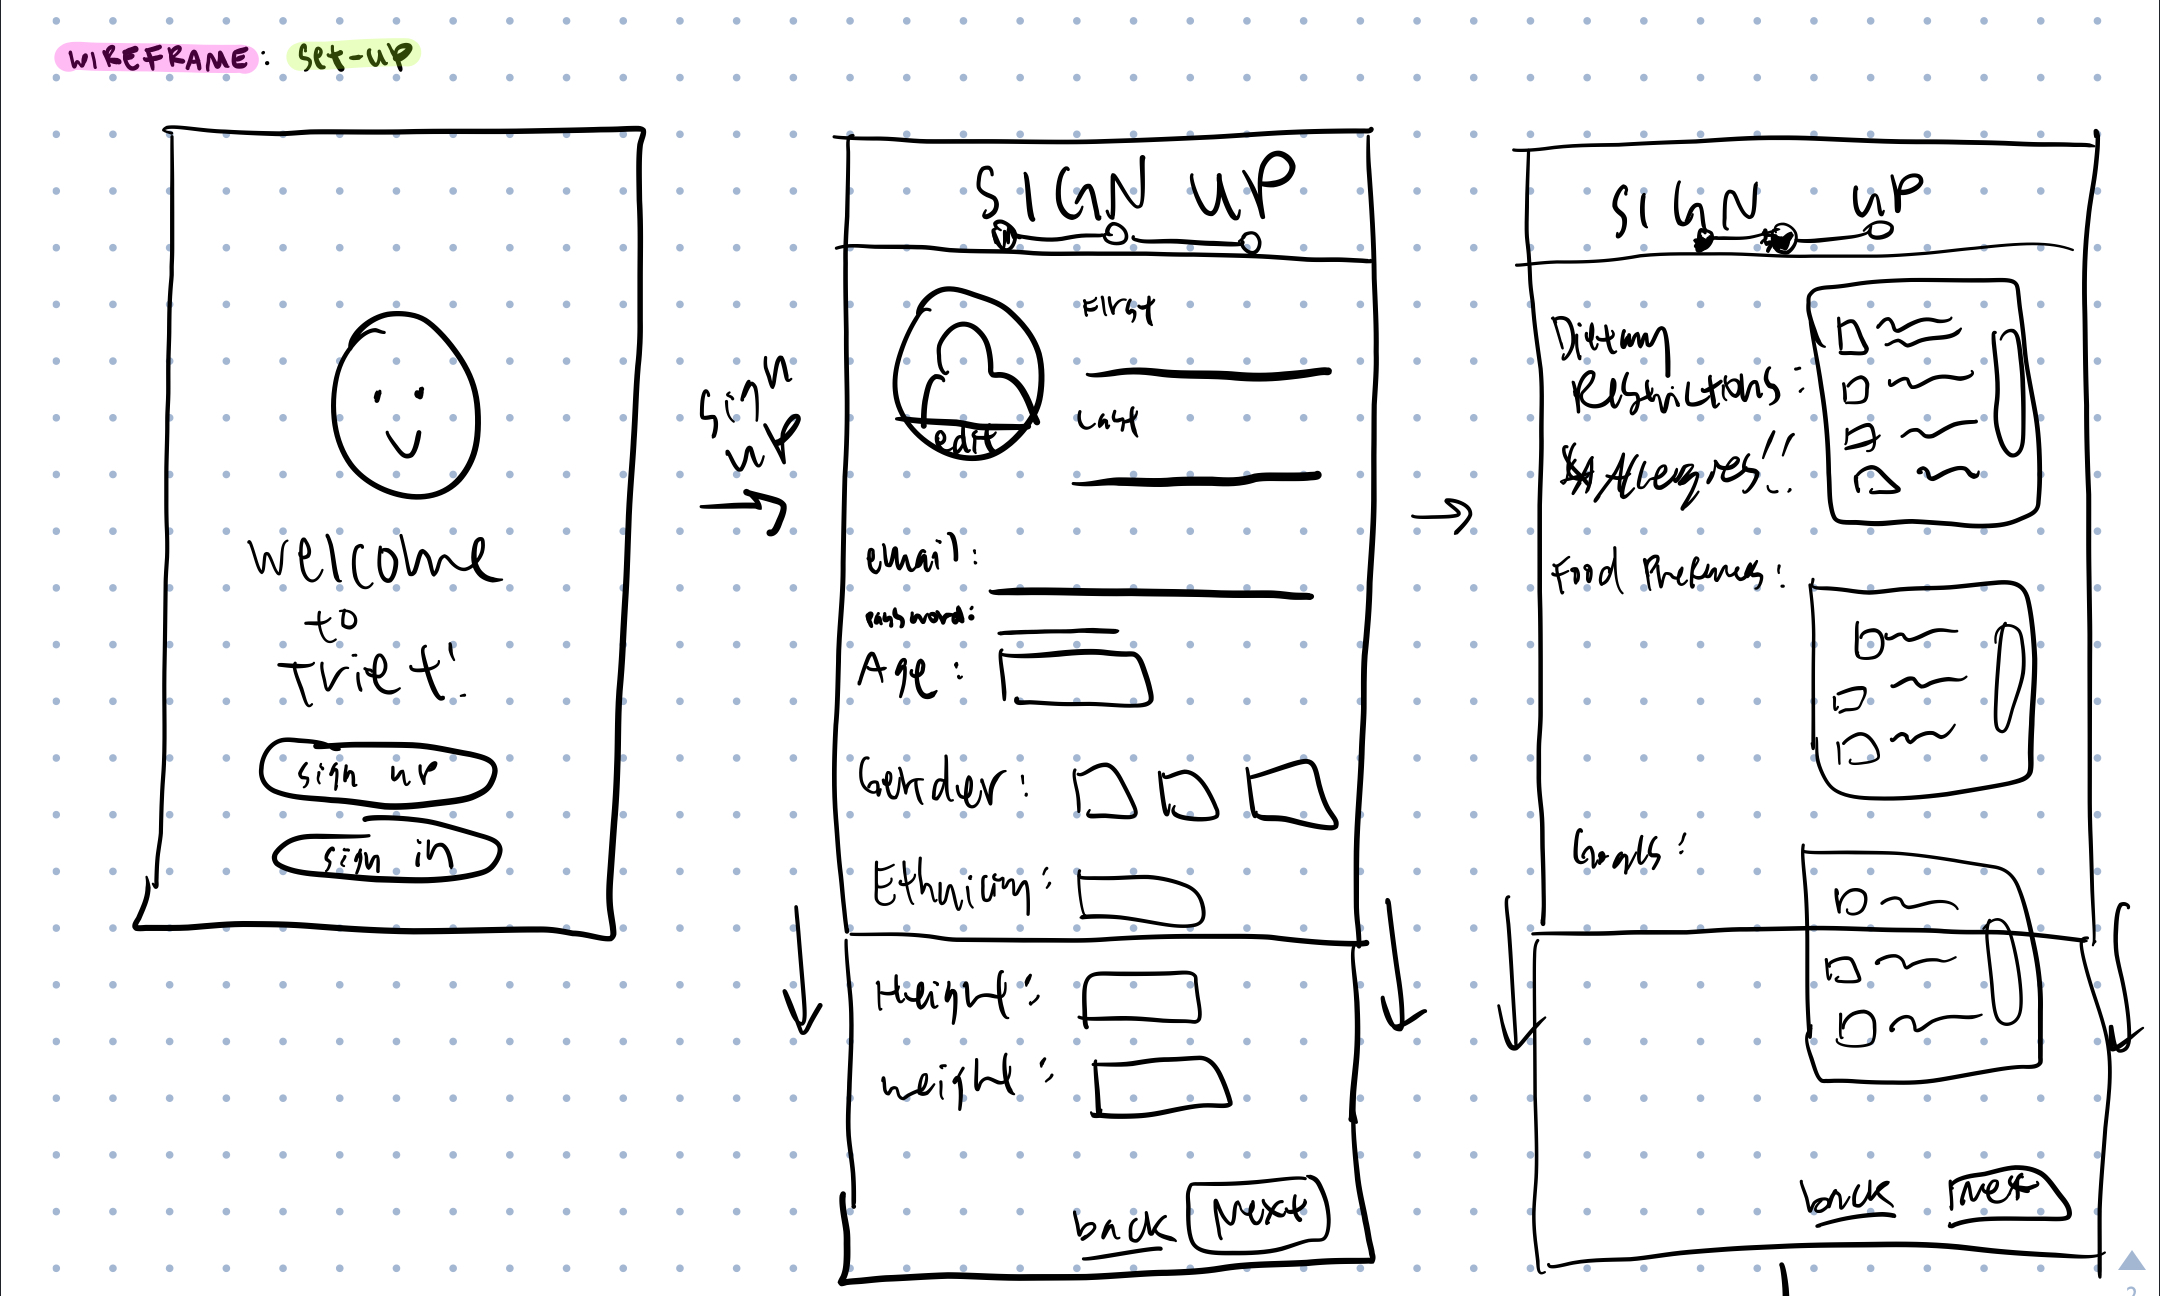 WIREFRAME: set-up
welcome
to
Triet!
sign up
sign in
sign
up
SIGN UP
First
Last
edit
email:
password:
Age:
Gender:
Ethnicity:
Height:
weight:
back Next
SIGN UP
Dietary
Restrictions:
Allergies!!
Food Preferences:
Goals:
back next
2